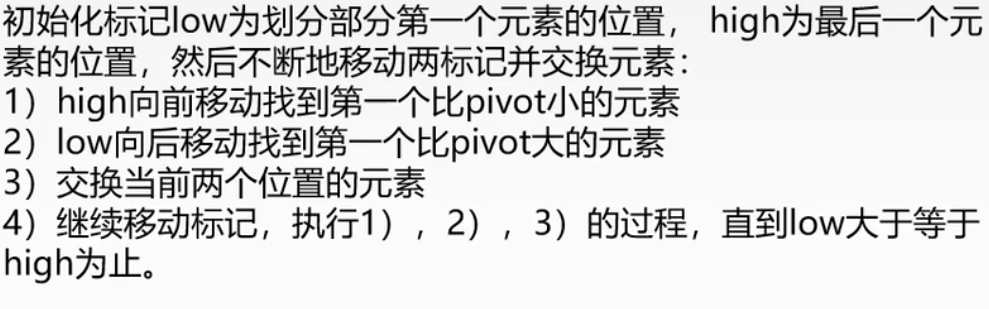 初始化标记low为划分部分第一个元素的位置， high为最后一个元
素的位置，然后不断地移动两标记并交换元素：
1）high向前移动找到第一个比pivot小的元素
2）low向后移动找到第一个比pivot大的元素
3）交换当前两个位置的元素
4）继续移动标记，执行1），2），3）的过程，直到low大于等于
high为止。